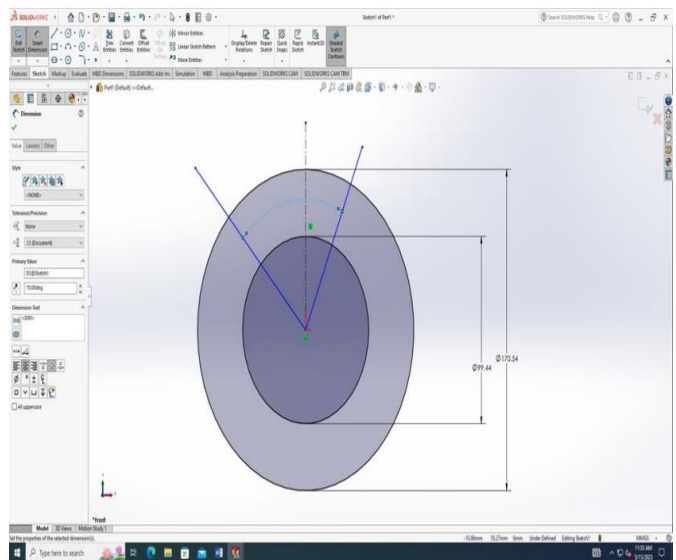 SOLIDWORKS
Sketch1 of Part1 *
Search SOLIDWORKS Help
Exit Sketch
Smart Dimension
Trim Entities
Convert Entities
Offset Entities
Mirror Entities
Linear Sketch Pattern
Move Entities
Display/Delete Relations
Repair Sketch
Quick Snaps
Rapid Sketch
Instant2D
Shaded Sketch Contours
Features Sketch Markup Evaluate MBD Dimensions SOLIDWORKS Add-Ins Simulation MBD Analysis Preparation SOLIDWORKS CAM SOLIDWORKS CAM TBM
Part1 (Default) <<Default...
Dimension
Value Leaders Other
Style
<NONE>
Tolerance/Precision
None
.12 (Document)
Primary Value
D3@Sketch1
70.00deg
Dimension Text
<DIM>
All uppercase
Ø99.44
Ø170.54
*Front
Model 3D Views Motion Study 1
Set the properties of the selected dimension(s).
0mm Under Defined Editing Sketch1 MMGS
Type here to search
11:05 AM
5/15/2023